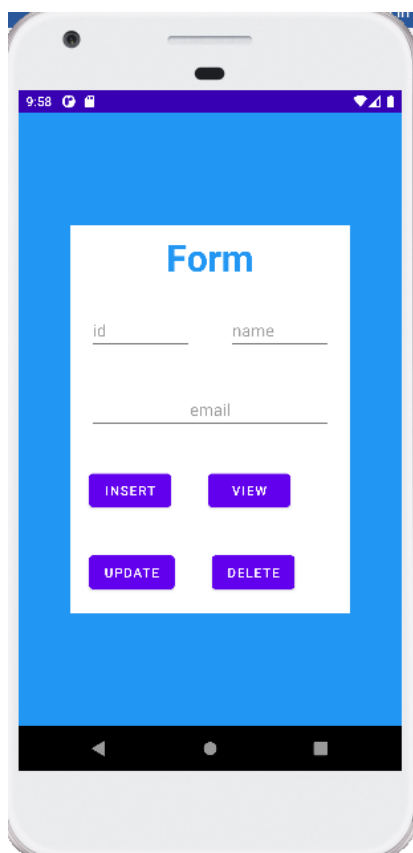 9:58
Form
id name
email
INSERT VIEW
UPDATE DELETE